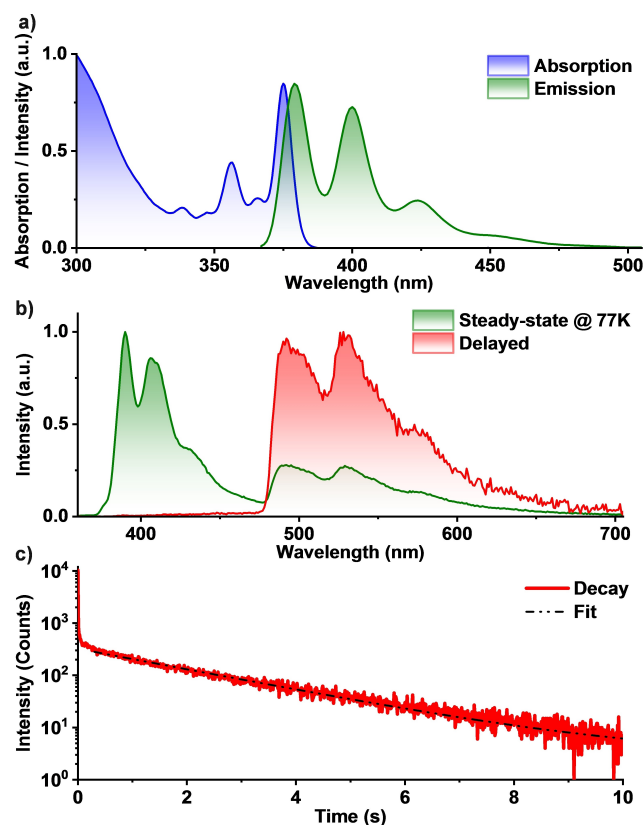 a)
Absorption / Intensity (a.u.)
1.0
0.5
0.0
Absorption
Emission
300
350
400
450
500
Wavelength (nm)
b)
Intensity (a.u.)
1.0
0.5
0.0
Steady-state @ 77K
Delayed
400
500
600
700
Wavelength (nm)
c)
Intensity (Counts)
10⁴
10³
10²
10¹
10⁰
Decay
Fit
0
2
4
6
8
10
Time (s)